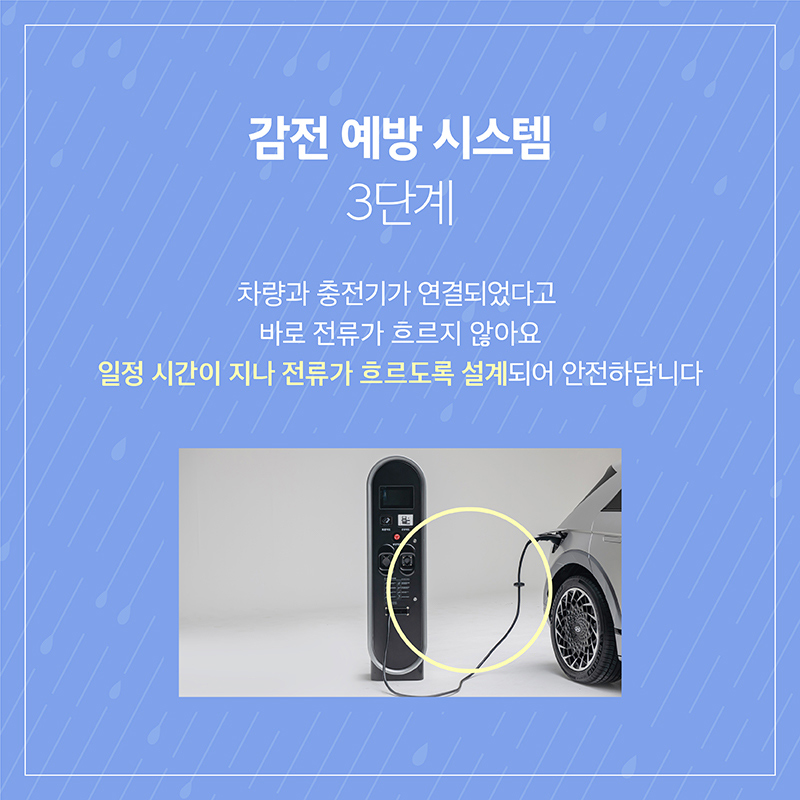 감전 예방 시스템
3단계
차량과 충전기가 연결되었다고
바로 전류가 흐르지 않아요
일정 시간이 지나 전류가 흐르도록 설계되어 안전하답니다